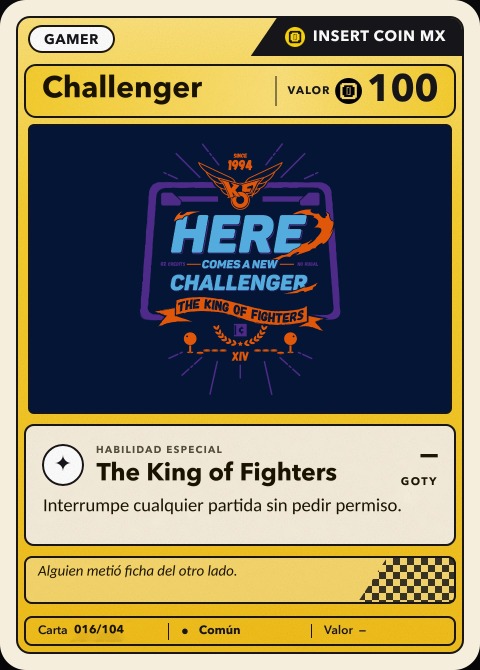 GAMER
INSERT COIN MX
Challenger
VALOR 100
SINCE
1994
KOF
HERE
COMES A NEW
CHALLENGER
THE KING OF FIGHTERS
XIV
HABILIDAD ESPECIAL
The King of Fighters
–
GOTY
Interrumpe cualquier partida sin pedir permiso.
Alguien metió ficha del otro lado.
Carta 016/104
• Común
Valor –